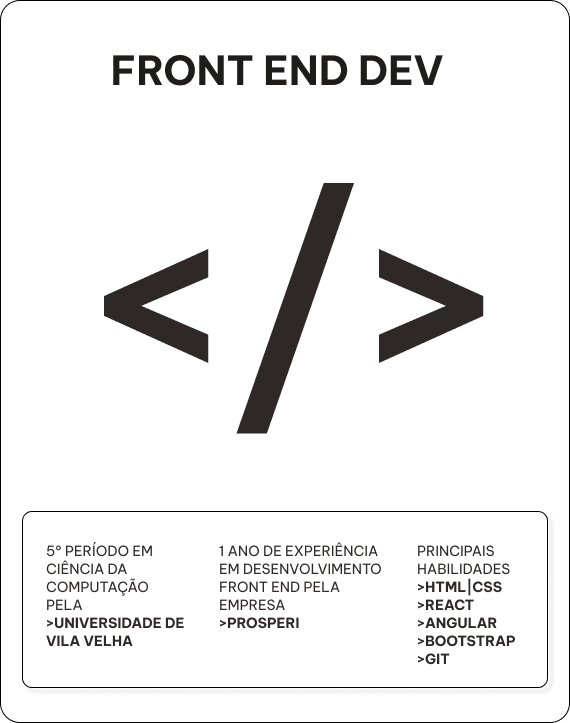 FRONT END DEV
</>
5° PERÍODO EM
CIÊNCIA DA
COMPUTAÇÃO
PELA
>UNIVERSIDADE DE
VILA VELHA
1 ANO DE EXPERIÊNCIA
EM DESENVOLVIMENTO
FRONT END PELA
EMPRESA
>PROSPERI
PRINCIPAIS
HABILIDADES
>HTML|CSS
>REACT
>ANGULAR
>BOOTSTRAP
>GIT